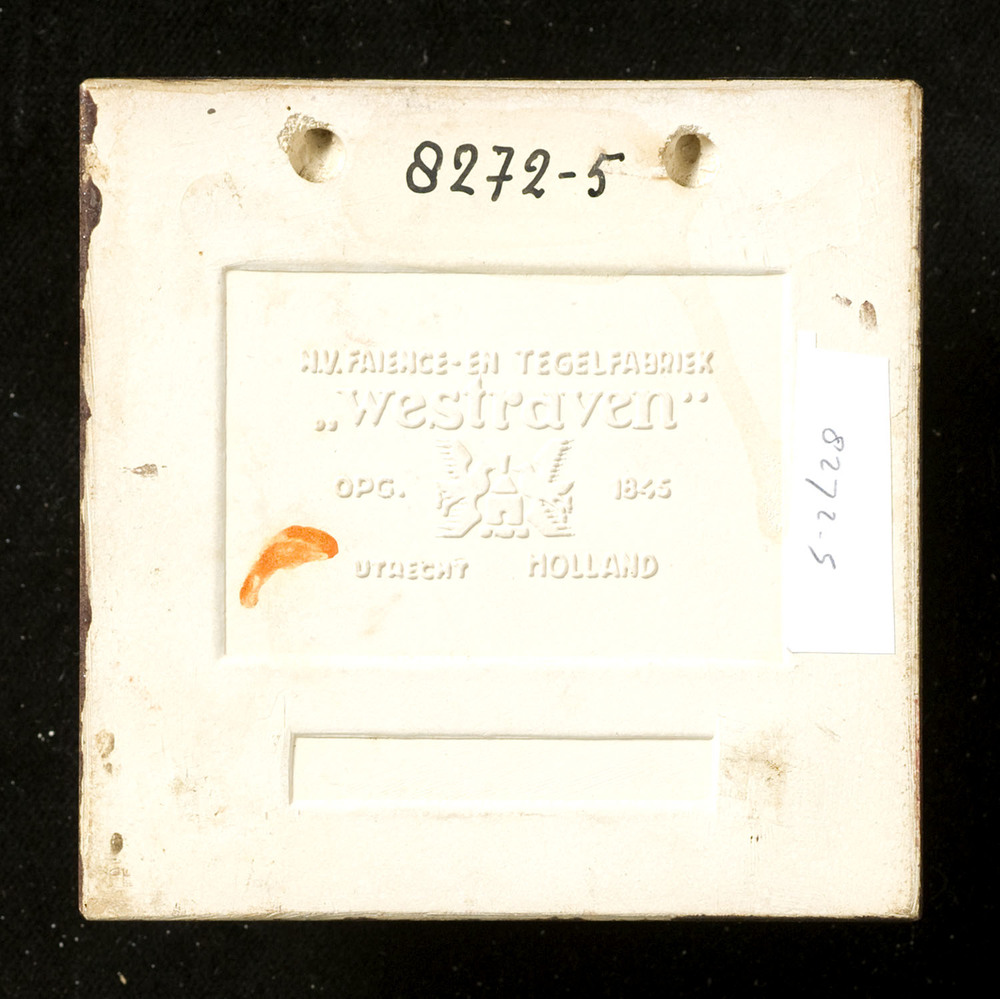 8272-5
N.V. FAIENCE- EN TEGELFABRIEK
„Westraven”
OPG. 1845
UTRECHT HOLLAND
8272-5